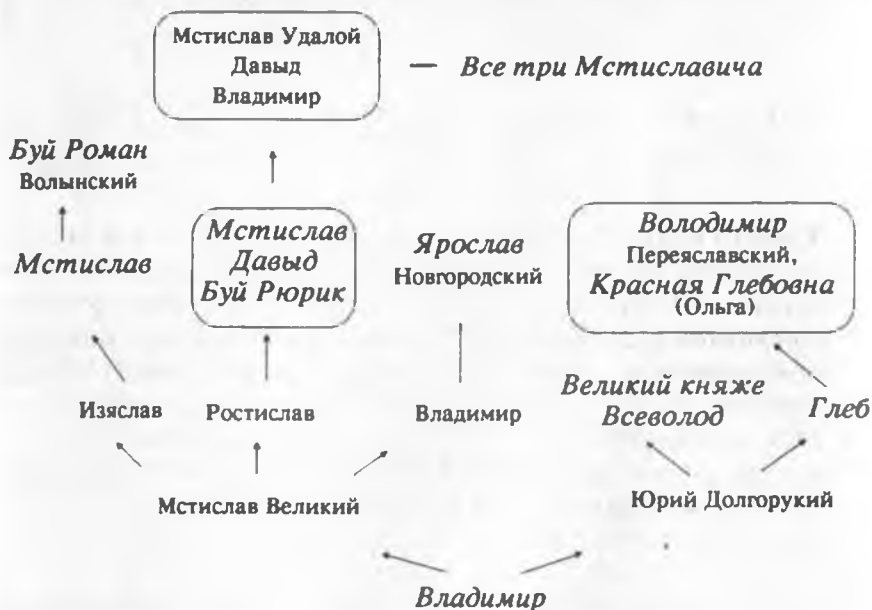 Мстислав Удалой
Давыд
Владимир
— Все три Мстиславича
Буй Роман
Волынский
Мстислав
Мстислав
Давыд
Буй Рюрик
Ярослав
Новгородский
Володимир
Переяславский,
Красная Глебовна
(Ольга)
Изяслав
Ростислав
Владимир
Великий княже
Всеволод
Глеб
Мстислав Великий
Юрий Долгорукий
Владимир